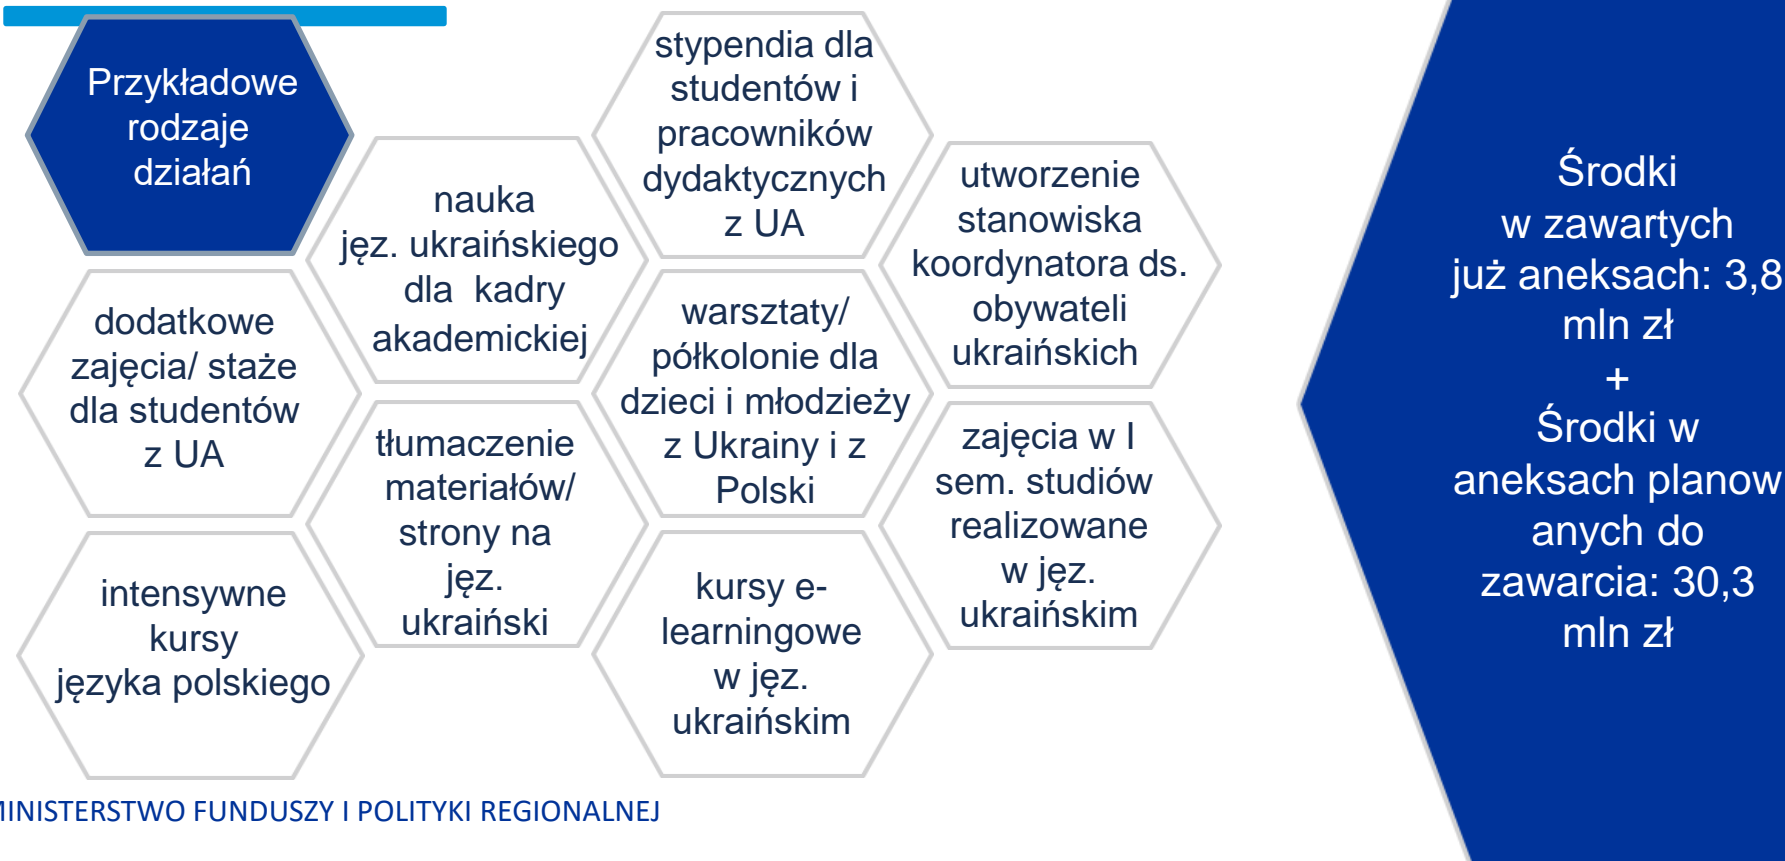 Przykładowe
rodzaje
działań
dodatkowe
zajęcia/ staże
dla studentów
z UA
intensywne
kursy
języka polskiego
nauka
jęz. ukraińskiego
dla kadry
akademickiej
tłumaczenie
materiałów/
strony na
jęz.
ukraiński
stypendia dla
studentów i
pracowników
dydaktycznych
z UA
warsztaty/
półkolonie dla
dzieci i młodzieży
z Ukrainy i z
Polski
kursy e-
learningowe
w jęz.
ukraińskim
utworzenie
stanowiska
koordynatora ds.
obywateli
ukraińskich
zajęcia w I
sem. studiów
realizowane
w jęz.
ukraińskim
Środki
w zawartych
już aneksach: 3,8
mln zł
+
Środki w
aneksach planow
anych do
zawarcia: 30,3
mln zł
MINISTERSTWO FUNDUSZY I POLITYKI REGIONALNEJ